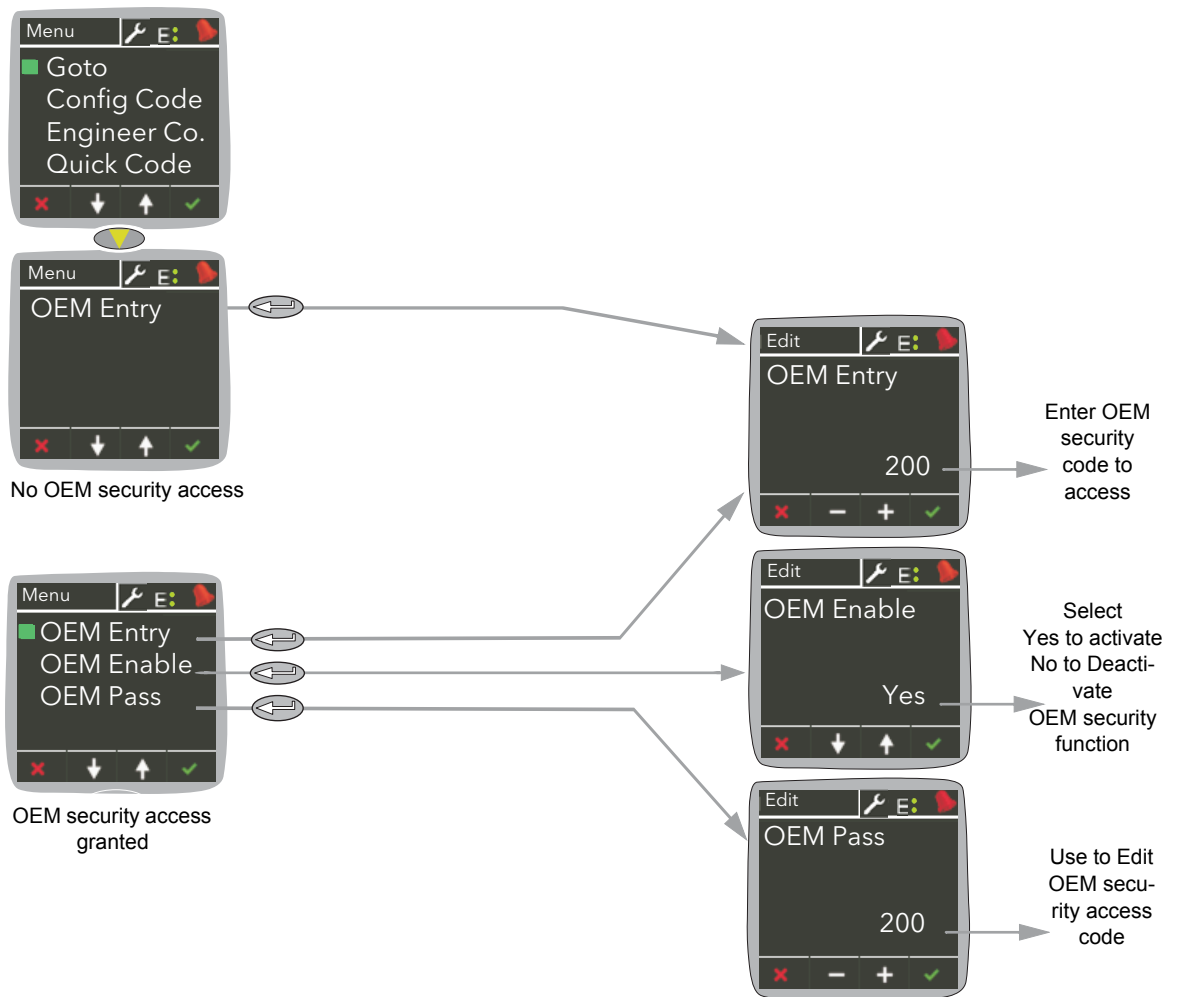 Menu E:
Goto
Config Code
Engineer Co.
Quick Code
Menu E:
OEM Entry
No OEM security access
Edit E:
OEM Entry
200
Enter OEM
security
code to
access
Menu E:
OEM Entry
OEM Enable
OEM Pass
OEM security access
granted
Edit E:
OEM Enable
Yes
Select
Yes to activate
No to Deacti-
vate
OEM security
function
Edit E:
OEM Pass
200
Use to Edit
OEM secu-
rity access
code